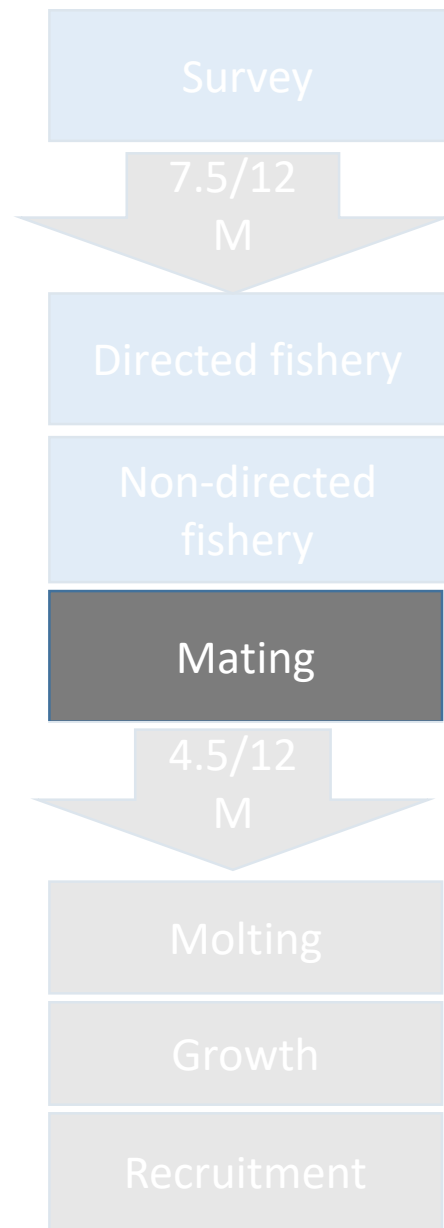 Survey
7.5/12
M
Directed fishery
Non-directed
fishery
Mating
4.5/12
M
Molting
Growth
Recruitment